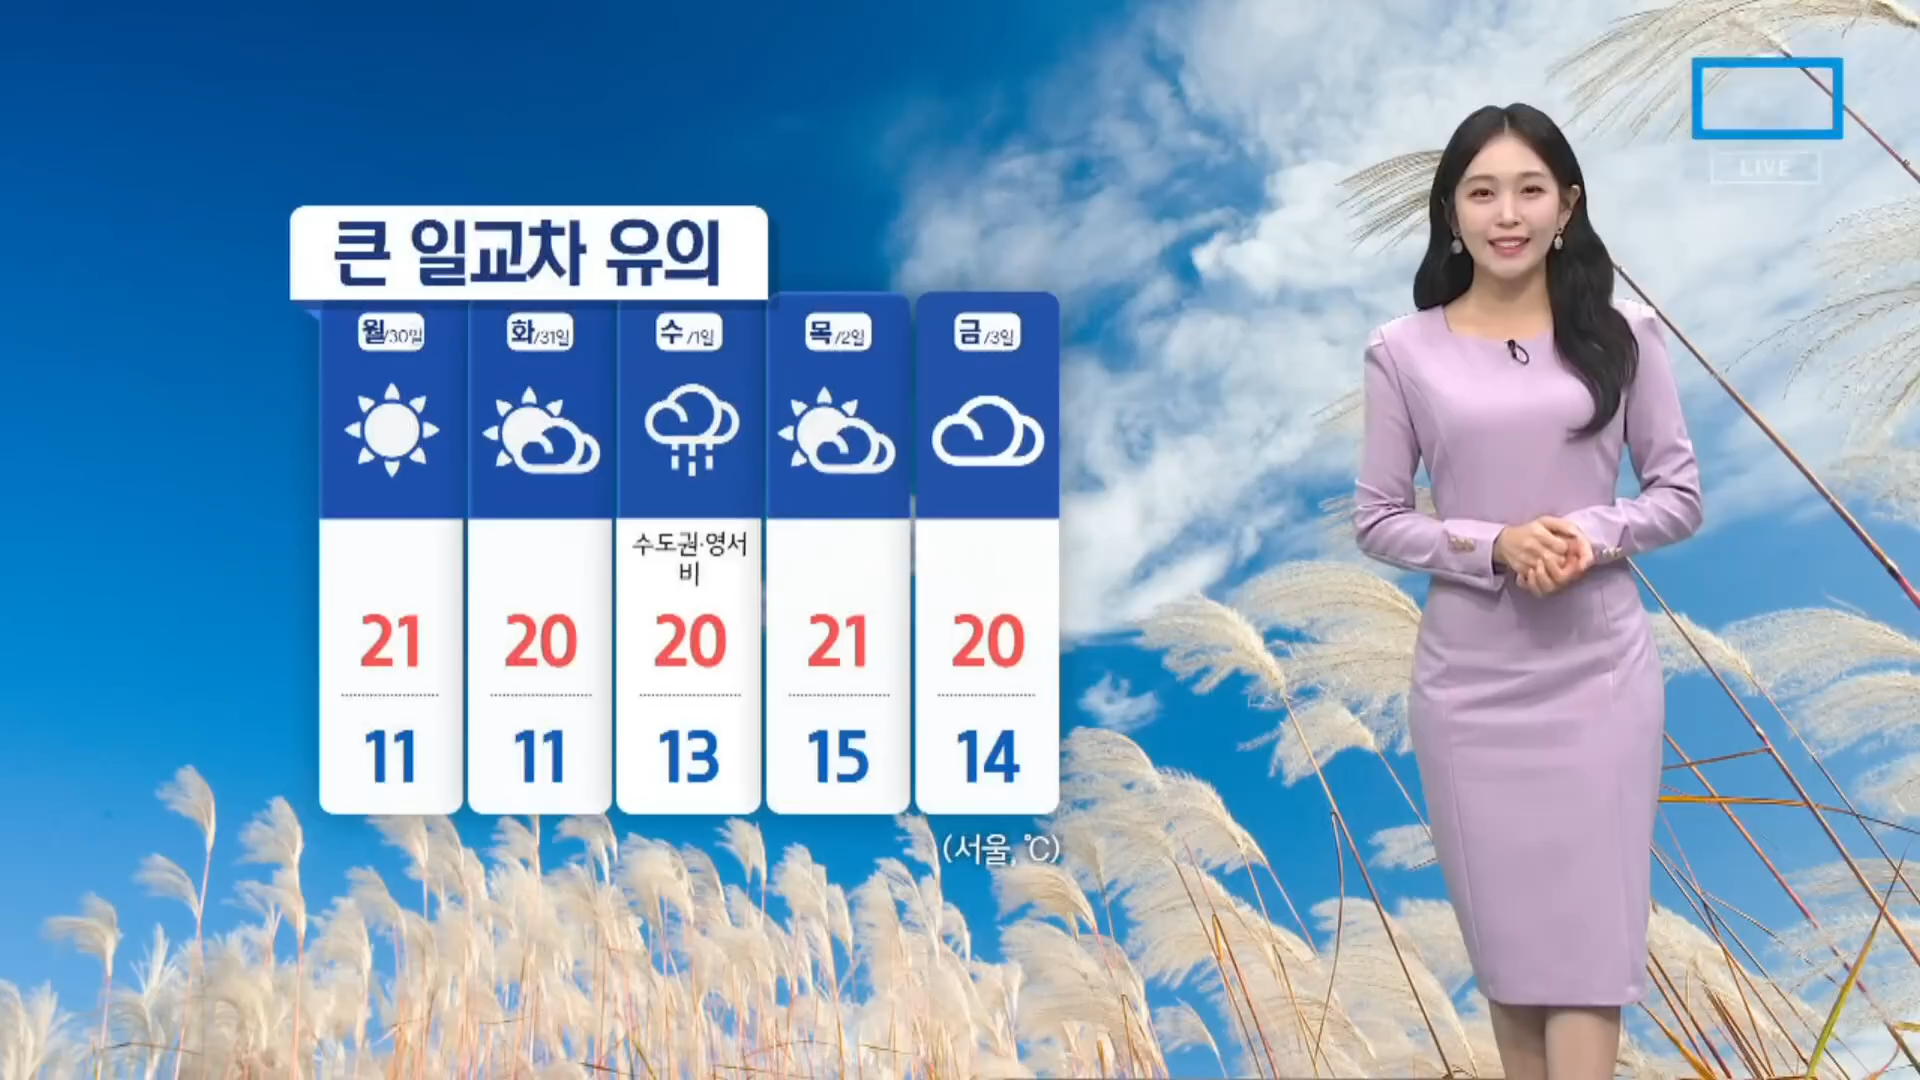 LIVE
큰 일교차 유의
월/30일 화/31일 수/1일 목/2일 금/3일
수도권·영서
비
21 20 20 21 20
11 11 13 15 14
(서울, ℃)